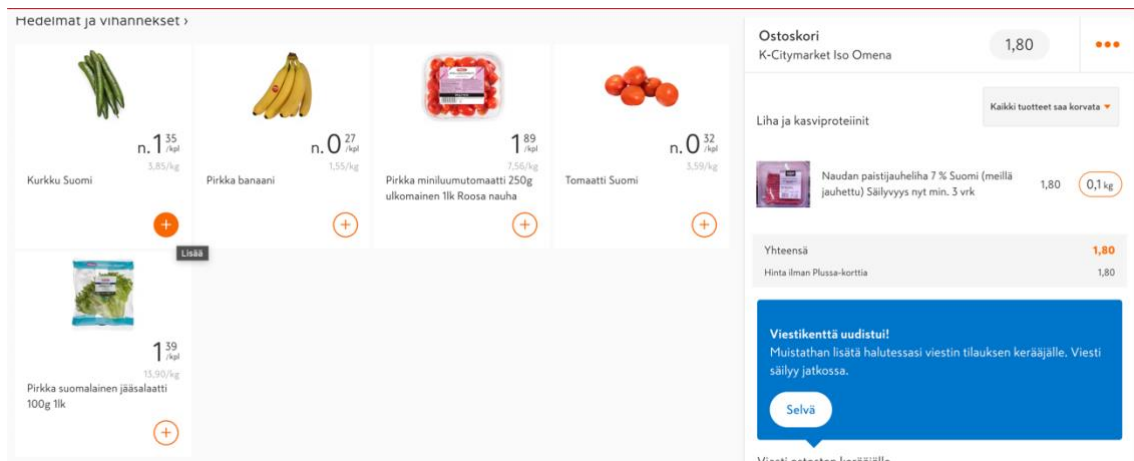 Hedelmät ja vihannekset ›
n. 1 35 /kpl
3,85/kg
Kurkku Suomi
Lisää
n. 0 27 /kpl
1,55/kg
Pirkka banaani
1 89 /kpl
7,56/kg
Pirkka miniluumutomaatti 250g
ulkomainen 1lk Roosa nauha
n. 0 32 /kpl
3,59/kg
Tomaatti Suomi
1 39 /kpl
13,90/kg
Pirkka suomalainen jääsalaatti
100g 1lk
Ostoskori
K-Citymarket Iso Omena
1,80
Kaikki tuotteet saa korvata
Liha ja kasviproteiinit
Naudan paistijauheliha 7 % Suomi (meillä
jauhettu) Säilyvyys nyt min. 3 vrk
1,80
0,1 kg
Yhteensä 1,80
Hinta ilman Plussa-korttia 1,80
Viestikenttä uudistui!
Muistathan lisätä halutessasi viestin tilauksen kerääjälle. Viesti
säilyy jatkossa.
Selvä
Viesti ostosten kerääjälle